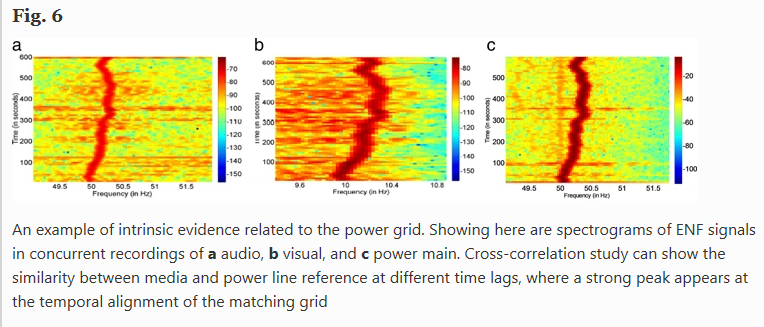 Fig. 6
a
b
c
600
500
400
300
200
100
Time (in seconds)
49.5 50 50.5 51 51.5
Frequency (in Hz)
-70
-80
-90
-100
-110
-120
-130
-140
-150
600
500
400
300
200
100
Time (in seconds)
9.6 10 10.4 10.8
Frequency (in Hz)
-80
-90
-100
-110
-120
-130
-140
-150
500
400
300
200
100
Time (in seconds)
49.5 50 50.5 51 51.5
Frequency (in Hz)
-20
-40
-60
-80
-100
An example of intrinsic evidence related to the power grid. Showing here are spectrograms of ENF signals
in concurrent recordings of a audio, b visual, and c power main. Cross-correlation study can show the
similarity between media and power line reference at different time lags, where a strong peak appears at
the temporal alignment of the matching grid